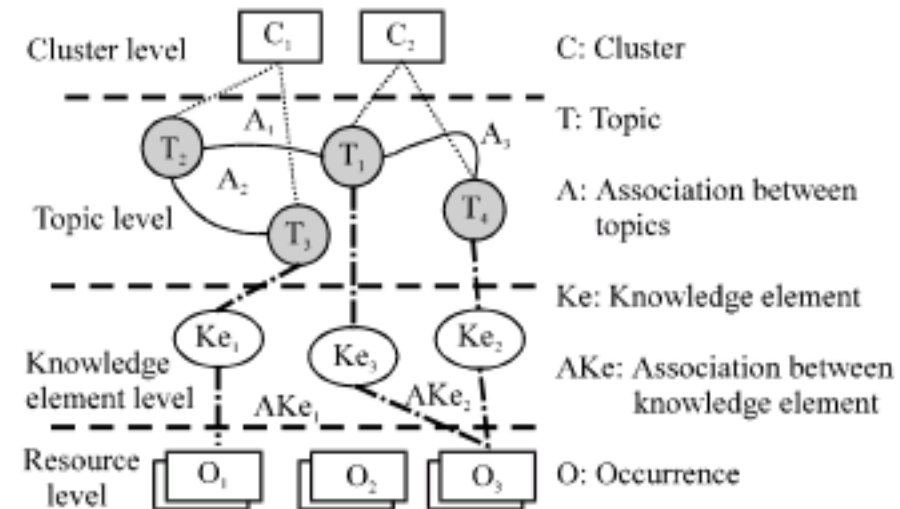 Cluster level
C₁
C₂
C: Cluster
T: Topic
A₁
A₃
T₂
T₁
A₂
A: Association between
topics
Topic level
T₃
T₄
Ke: Knowledge element
Ke₁
Ke₃
Ke₂
Knowledge
element level
AKe₁
AKe₂
AKe: Association between
knowledge element
Resource
level
O₁
O₂
O₃
O: Occurrence